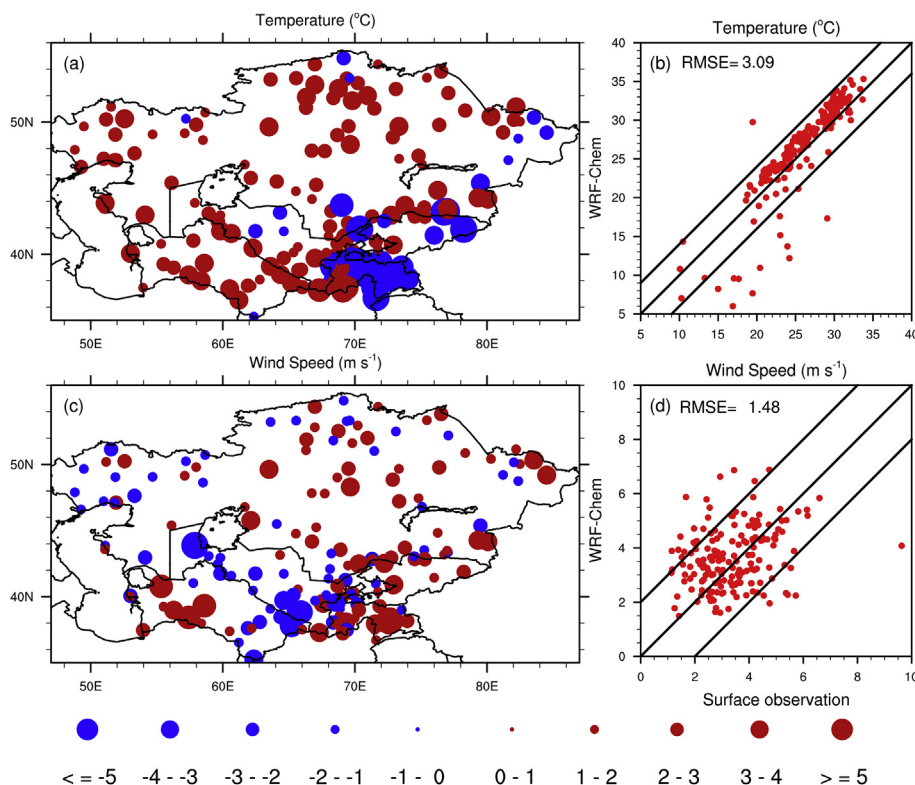 Temperature (°C)
Temperature (°C)
(a)
50N
40N
50E
60E
70E
80E
(b)
RMSE= 3.09
WRF-Chem
40
35
30
25
20
15
10
5
5
10
15
20
25
30
35
40
Wind Speed (m s⁻¹)
Wind Speed (m s⁻¹)
(c)
50N
40N
50E
60E
70E
80E
(d)
RMSE= 1.48
WRF-Chem
10
8
6
4
2
0
0
2
4
6
8
10
Surface observation
< = -5
-4 - -3
-3 - -2
-2 - -1
-1 - 0
0 - 1
1 - 2
2 - 3
3 - 4
> = 5